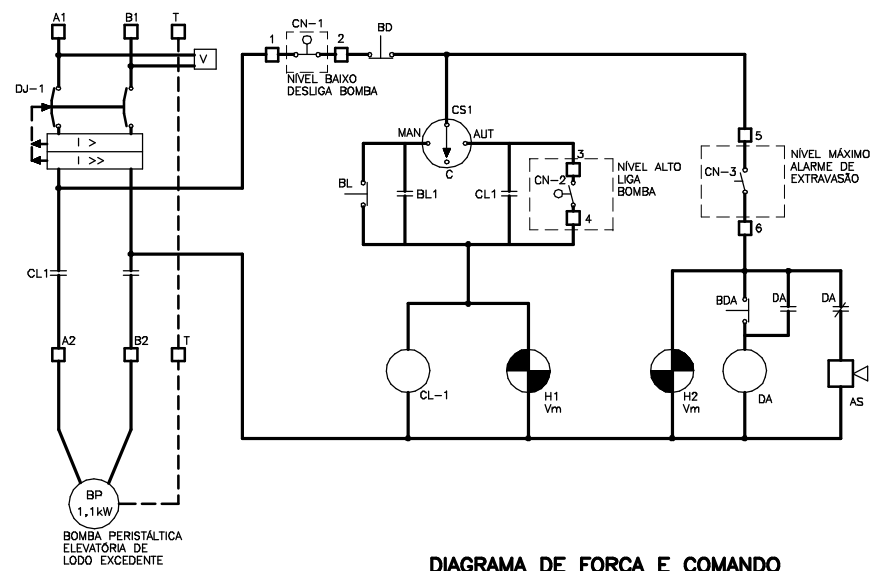 A1
B1
T
V
DJ-1
I >
I >>
CL1
A2
B2
T
BP
1,1kW
BOMBA PERISTÁLTICA
ELEVATÓRIA DE
LODO EXCEDENTE
CN-1
1
2
BD
NÍVEL BAIXO
DESLIGA BOMBA
CS1
MAN
AUT
C
BL
BL1
CL1
3
CN-2
4
NÍVEL ALTO
LIGA
BOMBA
5
CN-3
6
NÍVEL MÁXIMO
ALARME DE
EXTRAVASÃO
CL-1
H1
Vm
H2
Vm
BDA
DA
DA
DA
AS
DIAGRAMA DE FORÇA E COMANDO